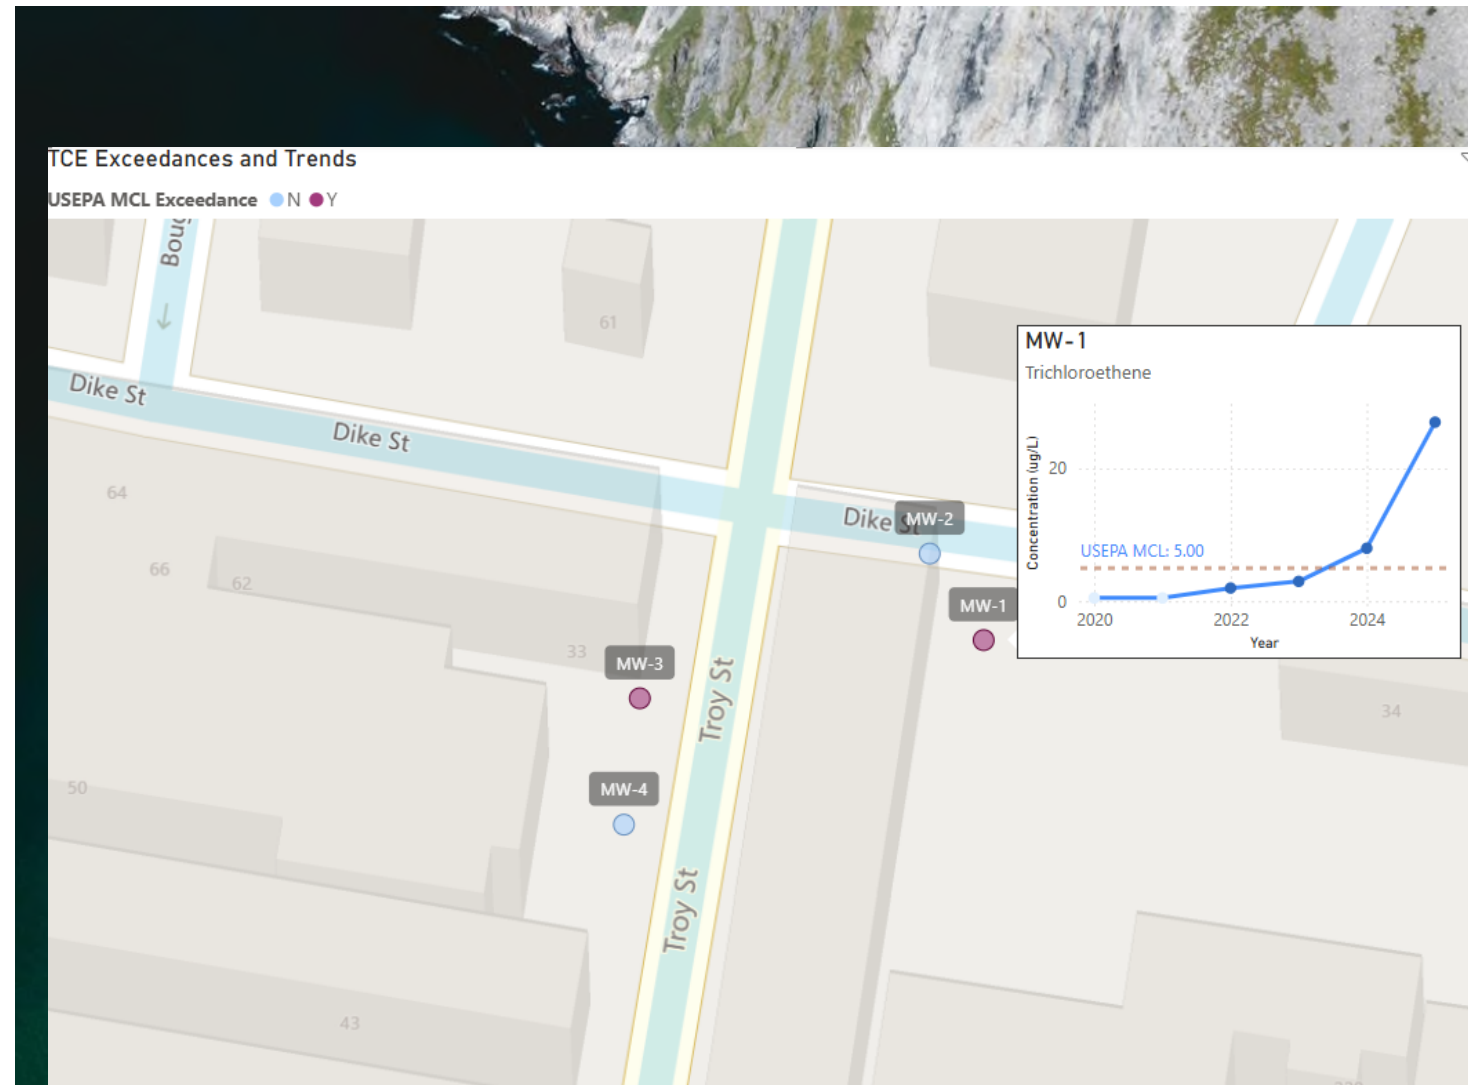 TCE Exceedances and Trends
USEPA MCL Exceedance N Y
Boug
61
MW-1
Trichloroethene
Dike St
Dike St
Concentration (ug/L)
20
USEPA MCL: 5.00
0
2020 2022 2024
Year
64
Dike St
MW-2
66
62
MW-1
33
MW-3
Troy St
34
50
MW-4
Troy St
43